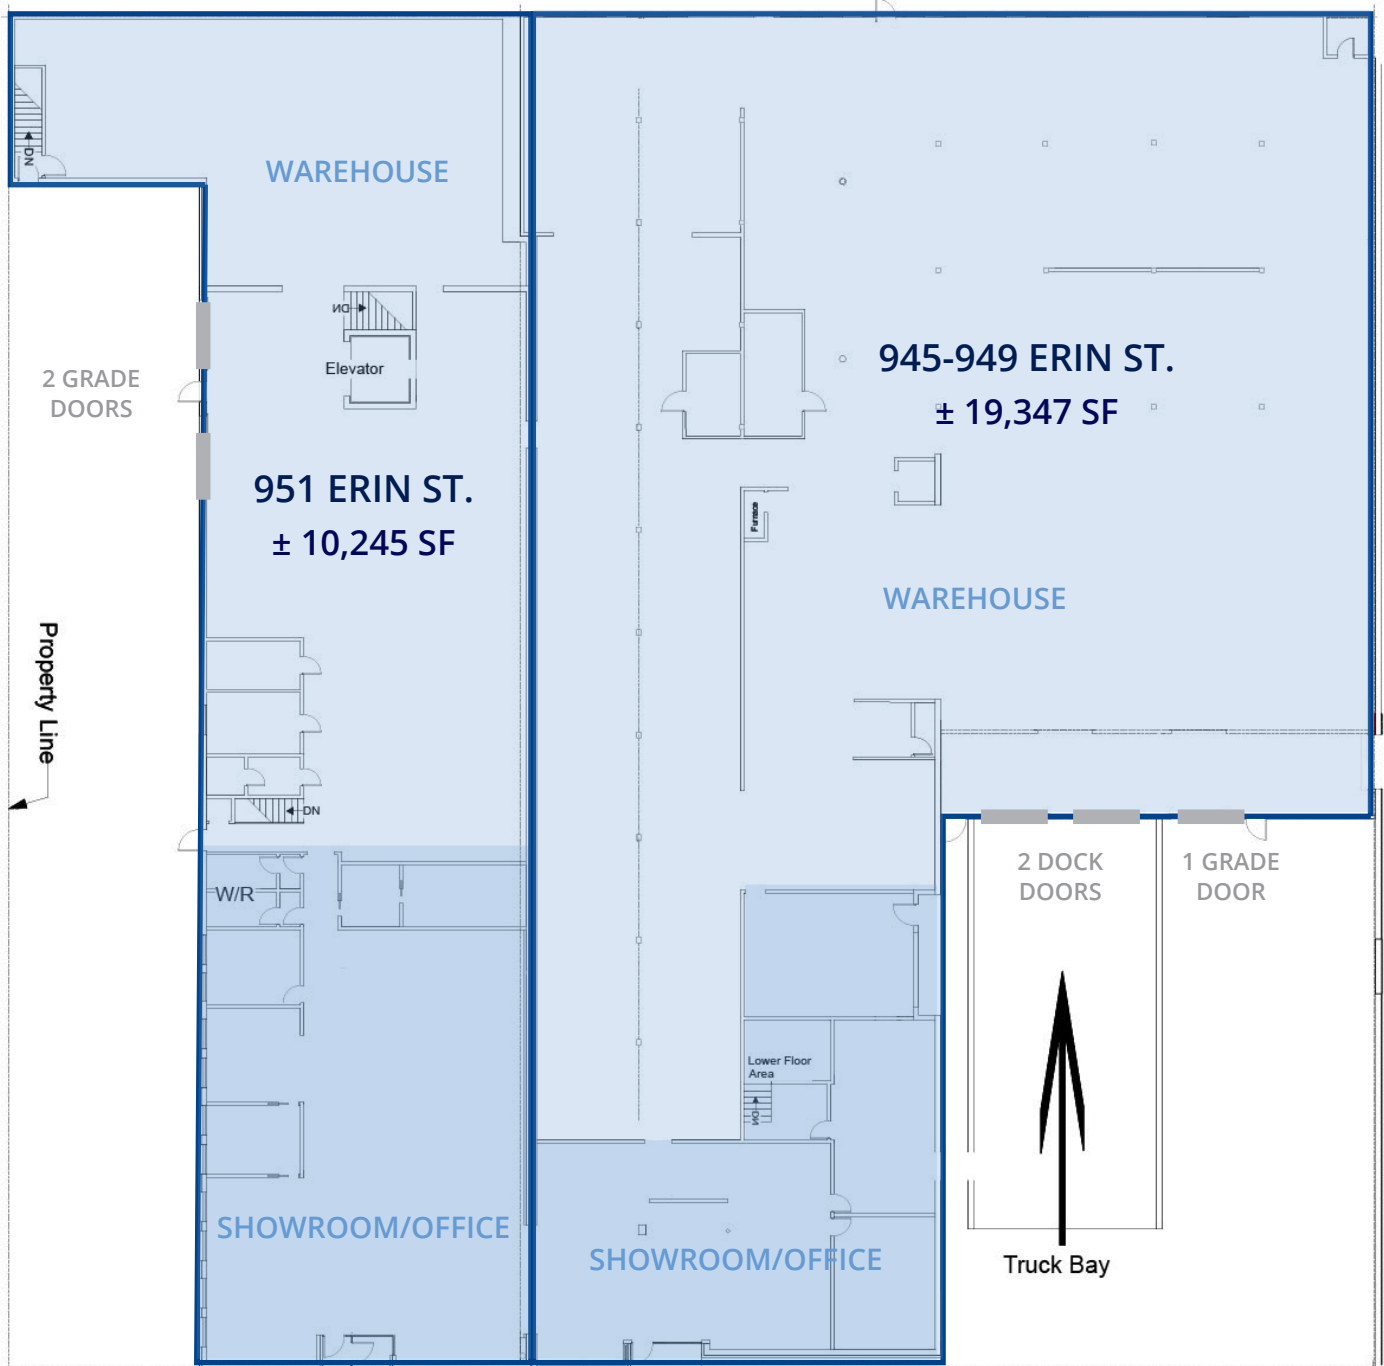 WAREHOUSE
DN
DN
Elevator
2 GRADE
DOORS
945-949 ERIN ST.
± 19,347 SF
951 ERIN ST.
± 10,245 SF
Furnace
WAREHOUSE
Property Line
DN
W/R
2 DOCK
DOORS
1 GRADE
DOOR
Lower Floor
Area
DN
SHOWROOM/OFFICE
SHOWROOM/OFFICE
Truck Bay